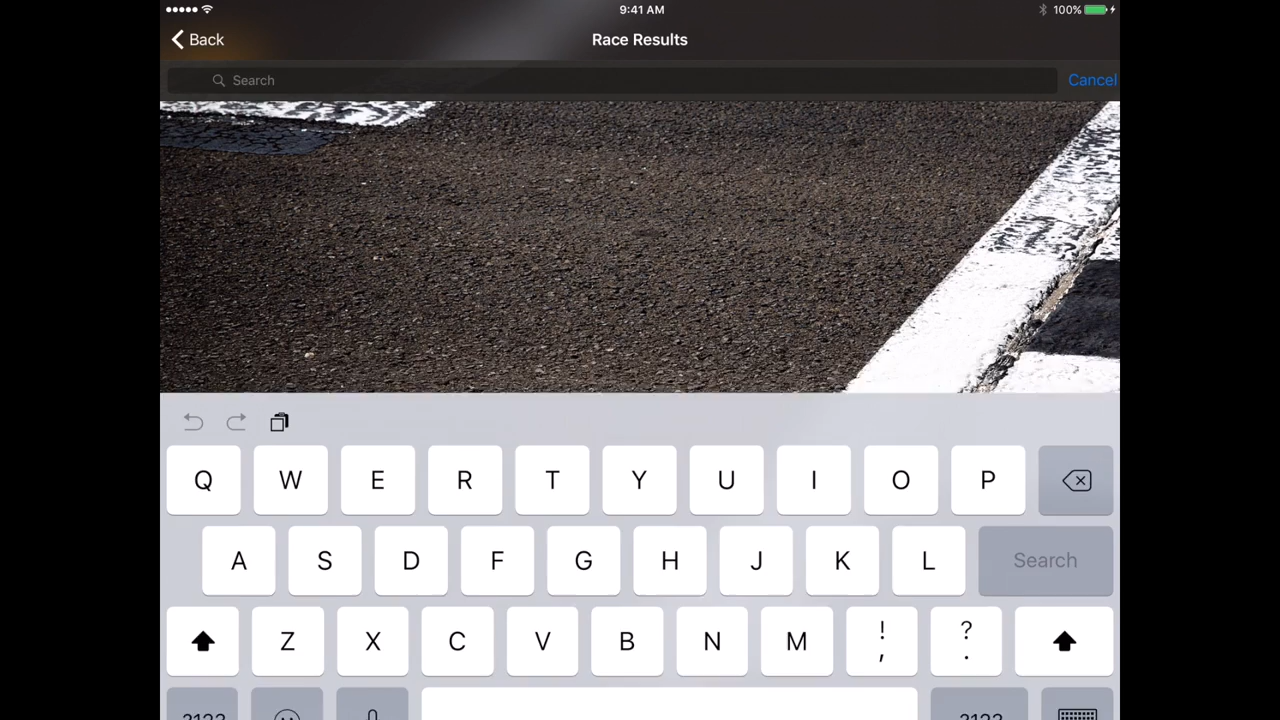 9:41 AM 100%
Back Race Results
Search Cancel
Q W E R T Y U I O P
A S D F G H J K L Search
Z X C V B N M ! , ? .